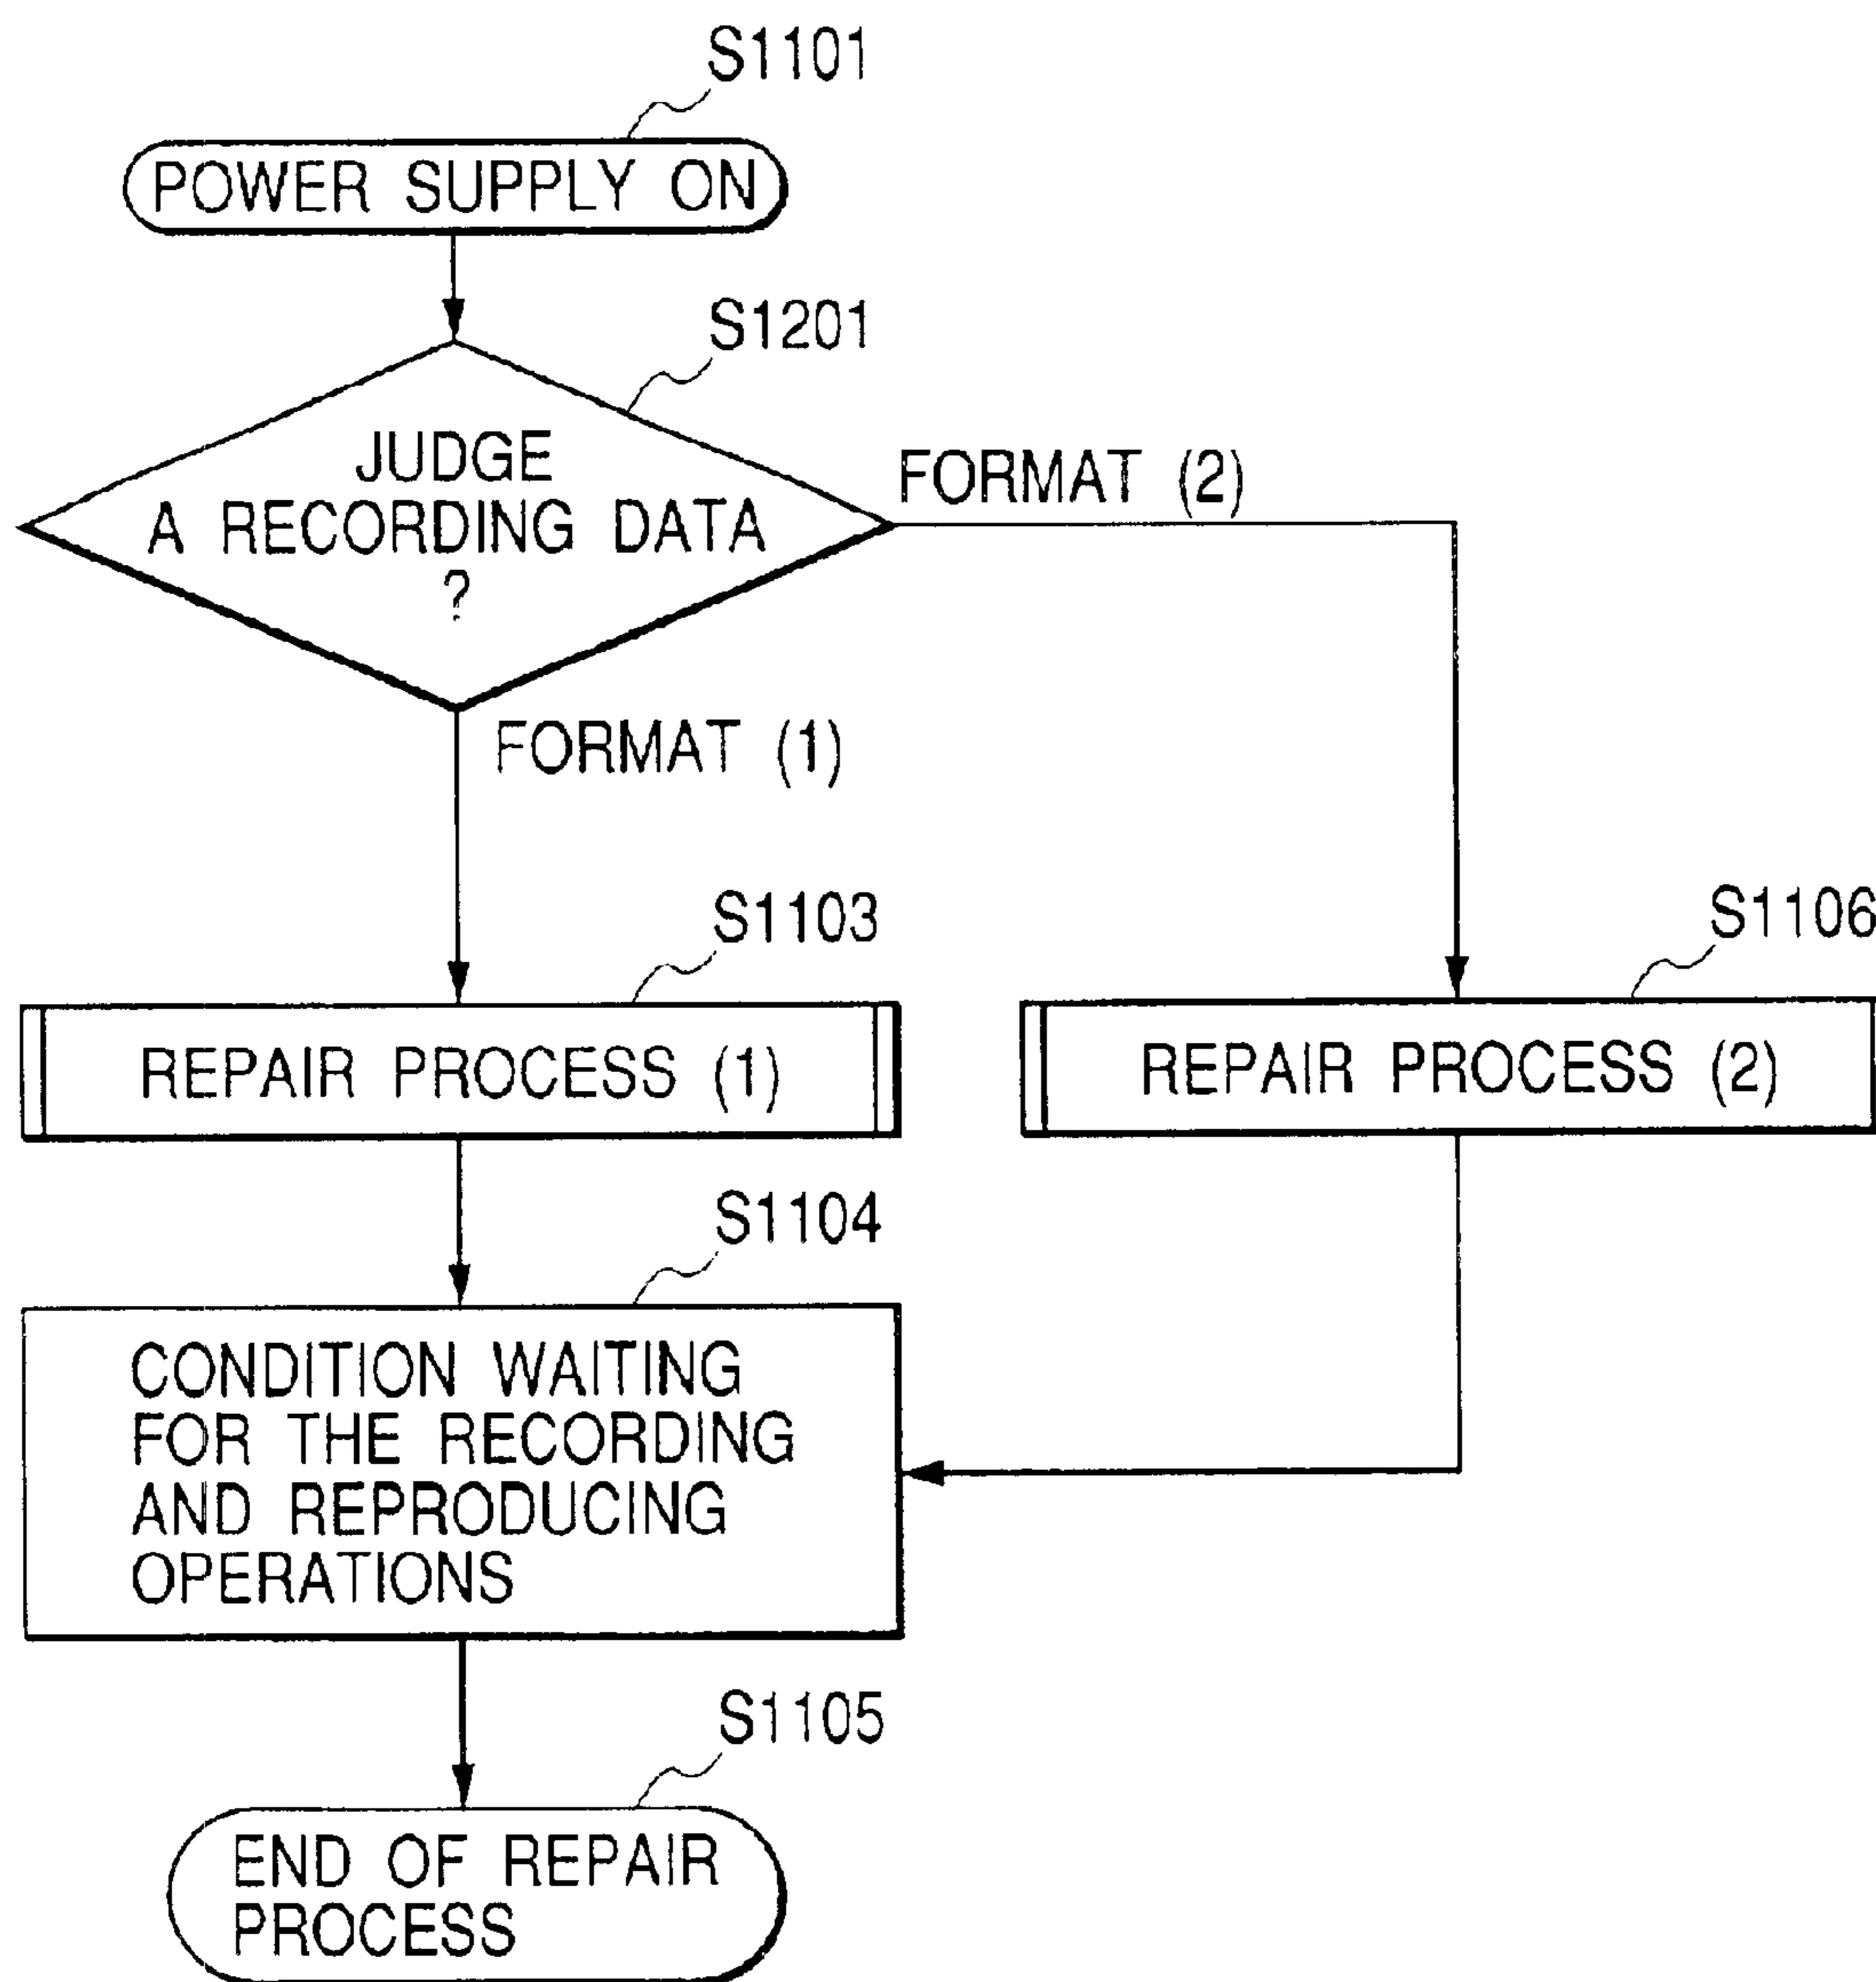 S1101
POWER SUPPLY ON
S1201
JUDGE
A RECORDING DATA
?
FORMAT (2)
FORMAT (1)
S1103
S1106
REPAIR PROCESS (1)
REPAIR PROCESS (2)
S1104
CONDITION WAITING
FOR THE RECORDING
AND REPRODUCING
OPERATIONS
S1105
END OF REPAIR
PROCESS